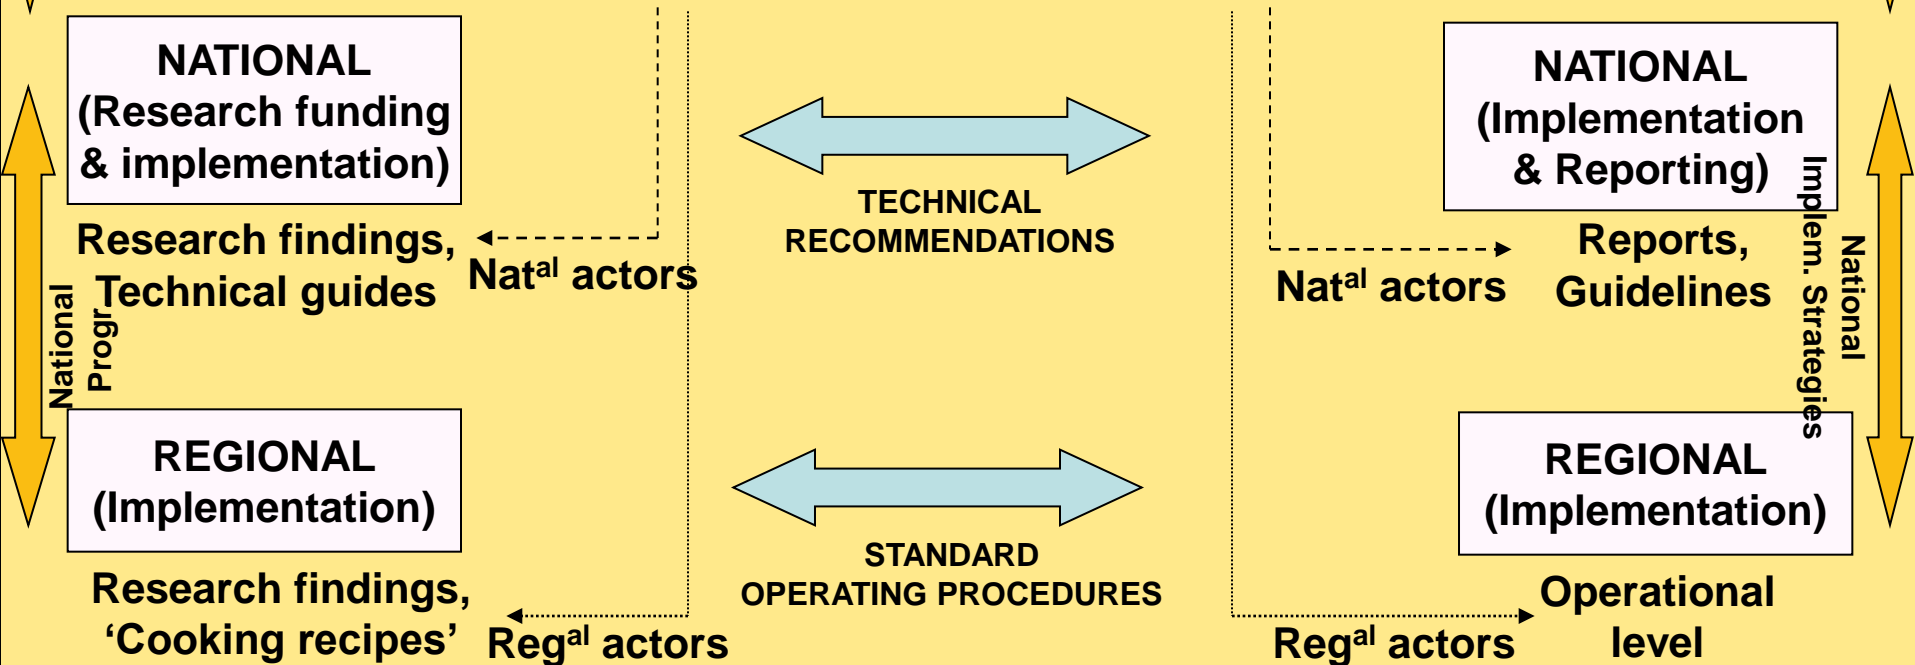 NATIONAL
(Research funding
& implementation)
Research findings,
Technical guides
Natᵃˡ actors
National
Progr
TECHNICAL
RECOMMENDATIONS
NATIONAL
(Implementation
& Reporting)
Natᵃˡ actors
Reports,
Guidelines
National
Implem. Strategies
REGIONAL
(Implementation)
Research findings,
‘Cooking recipes’
Regᵃˡ actors
STANDARD
OPERATING PROCEDURES
REGIONAL
(Implementation)
Regᵃˡ actors
Operational
level